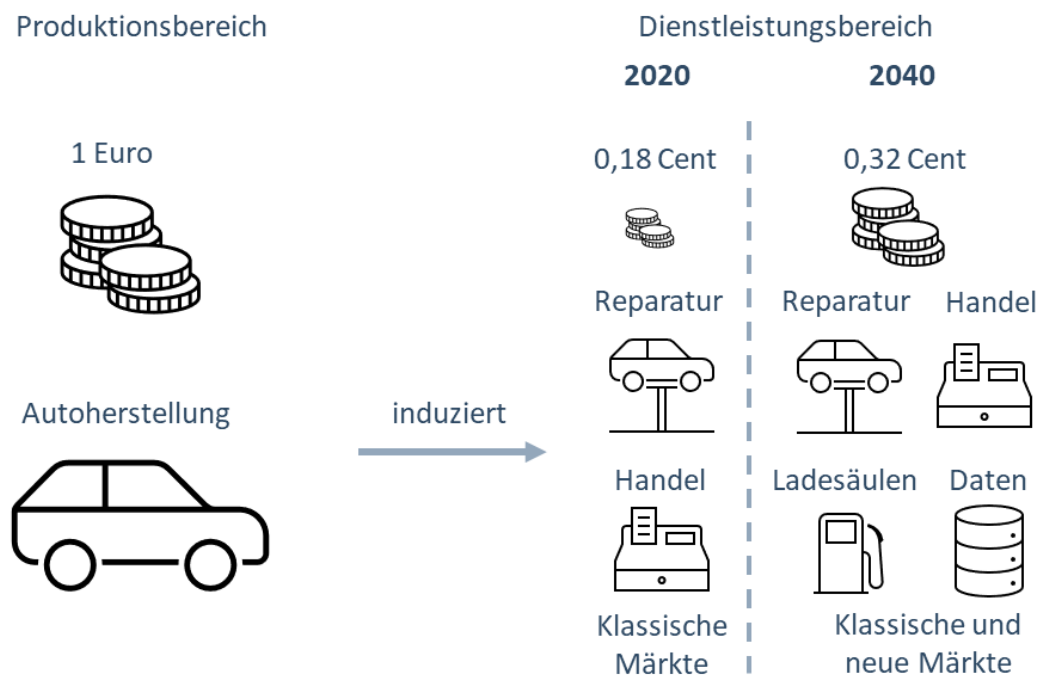 Produktionsbereich
Dienstleistungsbereich
2020
2040
1 Euro
0,18 Cent
0,32 Cent
Reparatur
Reparatur
Handel
Autoherstellung
induziert
Handel
Ladesäulen
Daten
Klassische
Märkte
Klassische und
neue Märkte